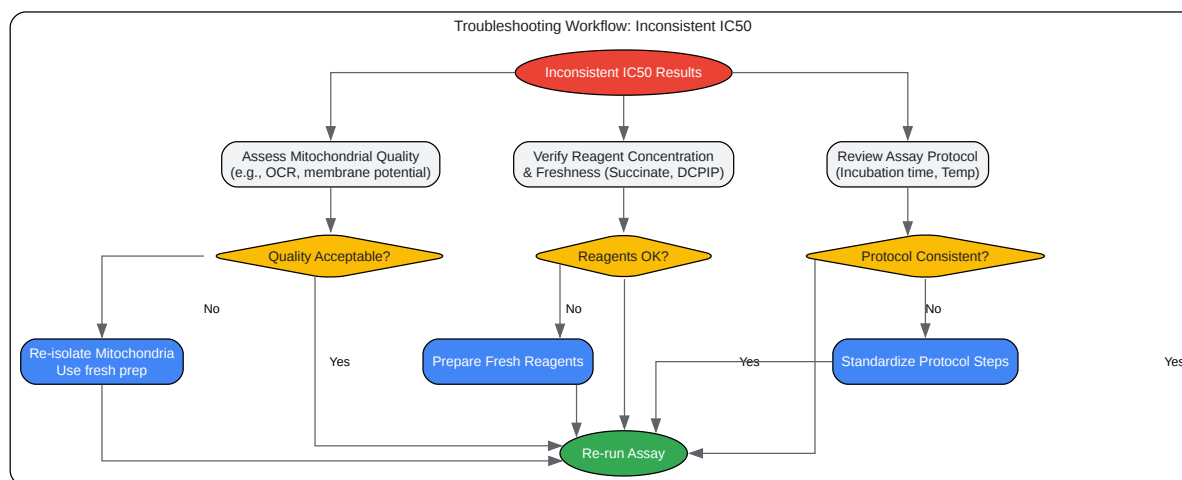 Troubleshooting Workflow: Inconsistent IC50
Inconsistent IC50 Results
Assess Mitochondrial Quality
(e.g., OCR, membrane potential)
Verify Reagent Concentration
& Freshness (Succinate, DCPIP)
Review Assay Protocol
(Incubation time, Temp)
Quality Acceptable?
Reagents OK?
Protocol Consistent?
No
No
No
Re-isolate Mitochondria
Use fresh prep
Yes
Prepare Fresh Reagents
Yes
Standardize Protocol Steps
Yes
Re-run Assay